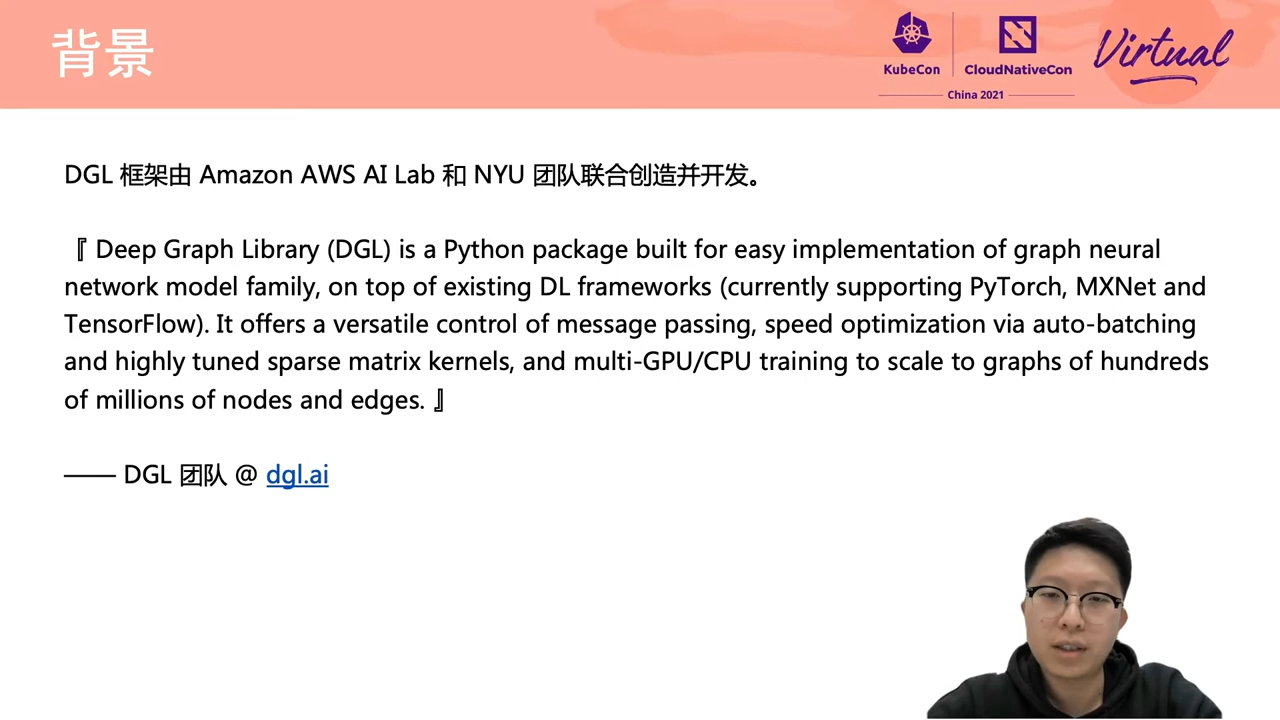 背景
KubeCon
CloudNativeCon
China 2021
Virtual
DGL 框架由 Amazon AWS AI Lab 和 NYU 团队联合创造并开发。
『 Deep Graph Library (DGL) is a Python package built for easy implementation of graph neural
network model family, on top of existing DL frameworks (currently supporting PyTorch, MXNet and
TensorFlow). It offers a versatile control of message passing, speed optimization via auto-batching
and highly tuned sparse matrix kernels, and multi-GPU/CPU training to scale to graphs of hundreds
of millions of nodes and edges. 』
—— DGL 团队 @ dgl.ai